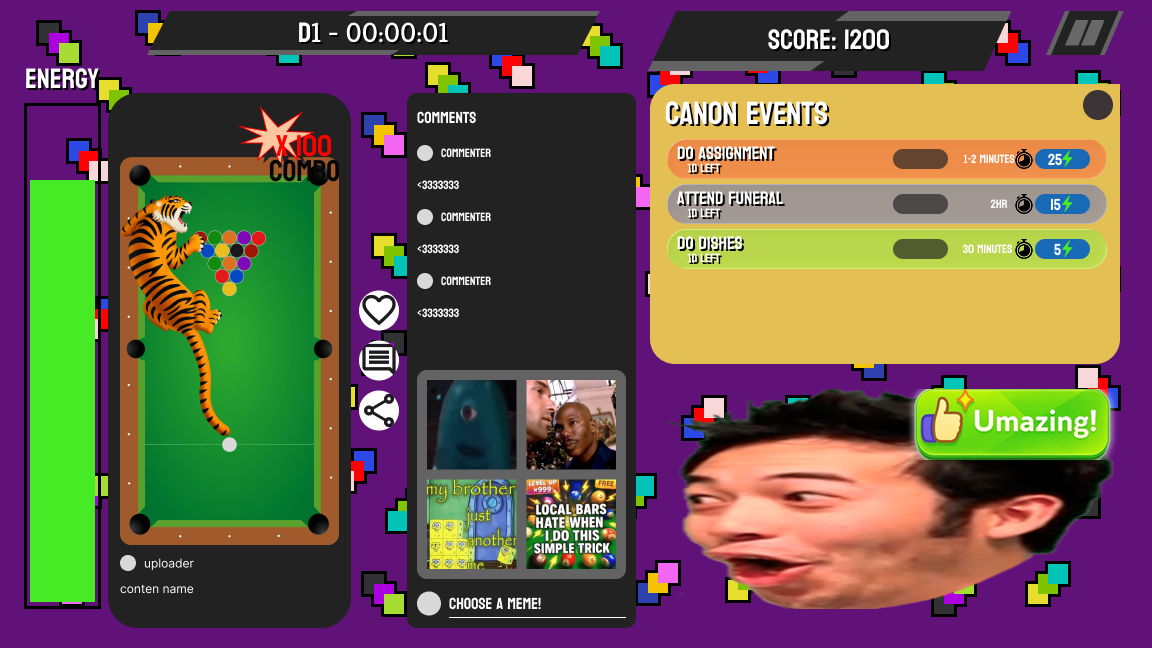 D1 - 00:00:01
SCORE: 1200
ENERGY
X 100
COMBO
uploader
conten name
COMMENTS
COMMENTER
<3333333
COMMENTER
<3333333
COMMENTER
<3333333
my brother
just
another
me
LEVEL UP
×999
FREE
LOCAL BARS
HATE WHEN
I DO THIS
SIMPLE TRICK
CHOOSE A MEME!
CANON EVENTS
DO ASSIGNMENT
1D LEFT
1-2 MINUTES
25
ATTEND FUNERAL
1D LEFT
2HR
15
DO DISHES
1D LEFT
30 MINUTES
5
Umazing!